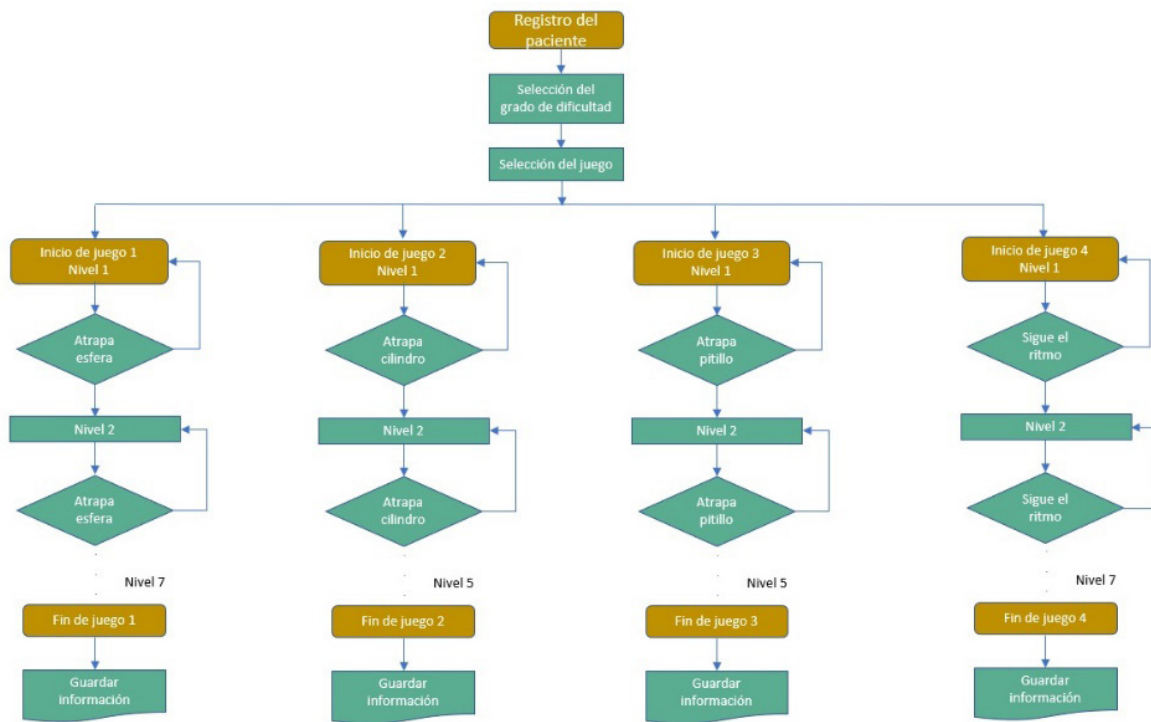 Registro del
paciente
Selección del
grado de dificultad
Selección del juego
Inicio de juego 1
Nivel 1
Inicio de juego 2
Nivel 1
Inicio de juego 3
Nivel 1
Inicio de juego 4
Nivel 1
Atrapa
esfera
Atrapa
cilindro
Atrapa
pitillo
Sigue el
ritmo
Nivel 2
Nivel 2
Nivel 2
Nivel 2
Atrapa
esfera
Atrapa
cilindro
Atrapa
pitillo
Sigue el
ritmo
Nivel 7
Nivel 5
Nivel 5
Nivel 7
Fin de juego 1
Fin de juego 2
Fin de juego 3
Fin de juego 4
Guardar
información
Guardar
información
Guardar
información
Guardar
información